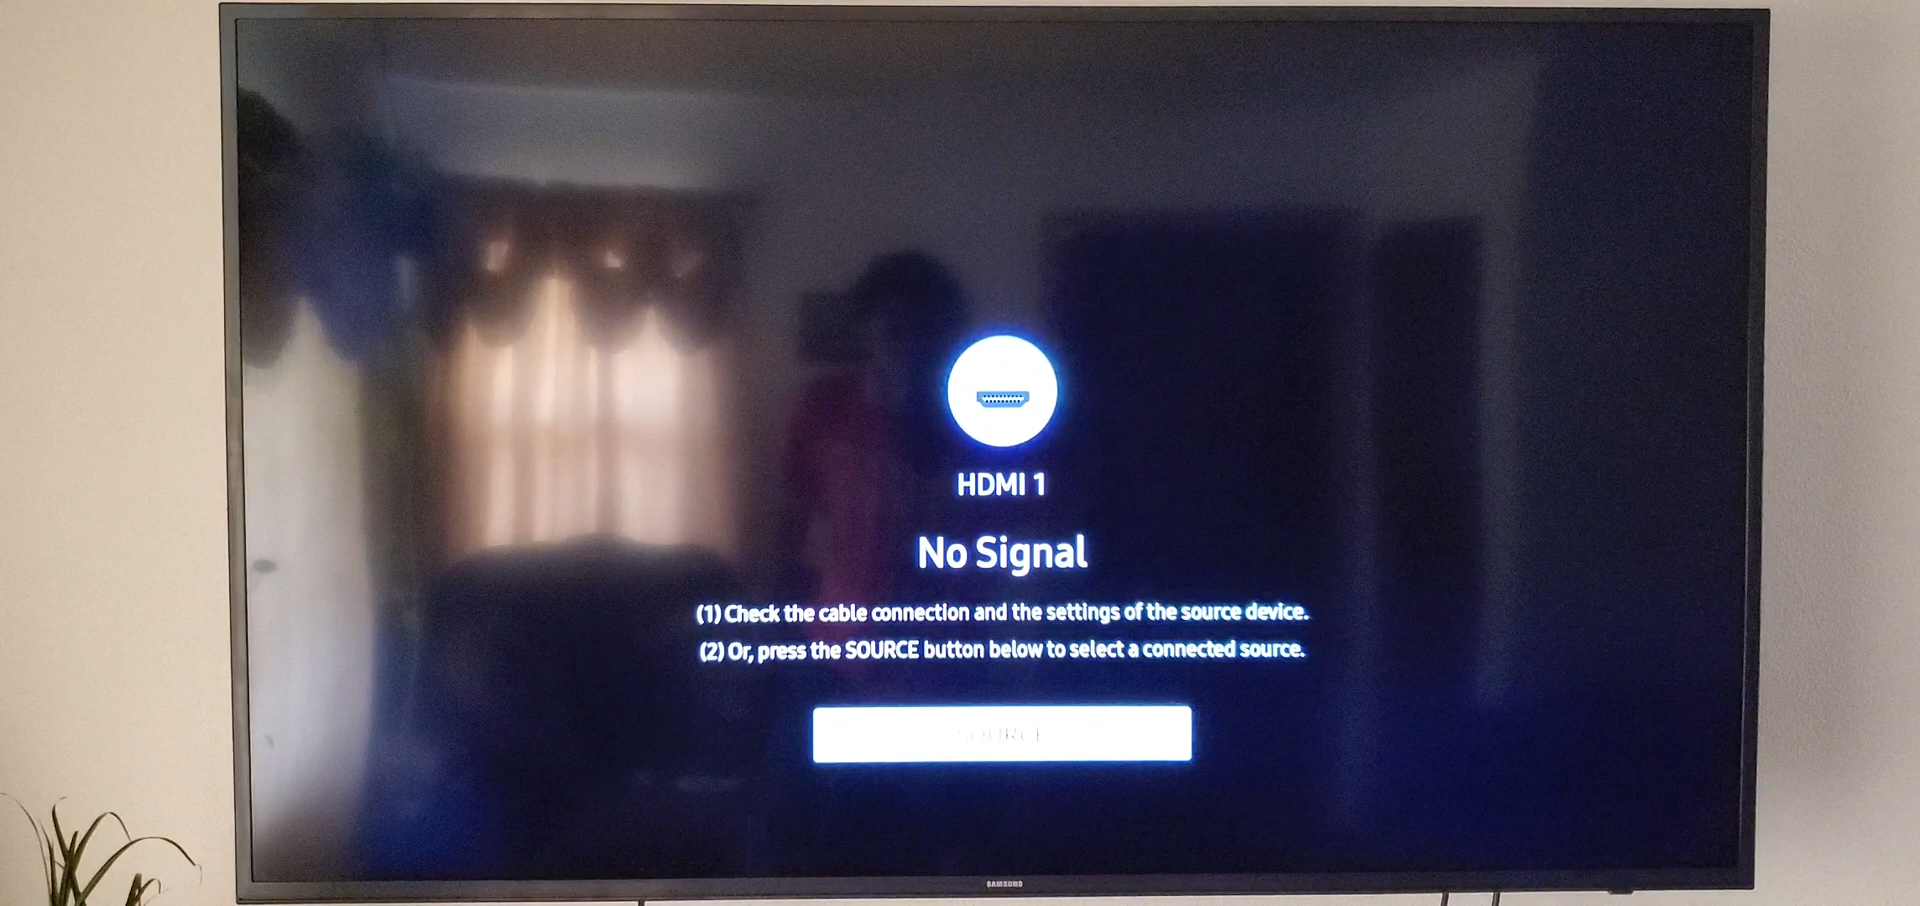 HDMI 1
No Signal
(1) Check the cable connection and the settings of the source device.
(2) Or, press the SOURCE button below to select a connected source.
SOURCE
SAMSUNG